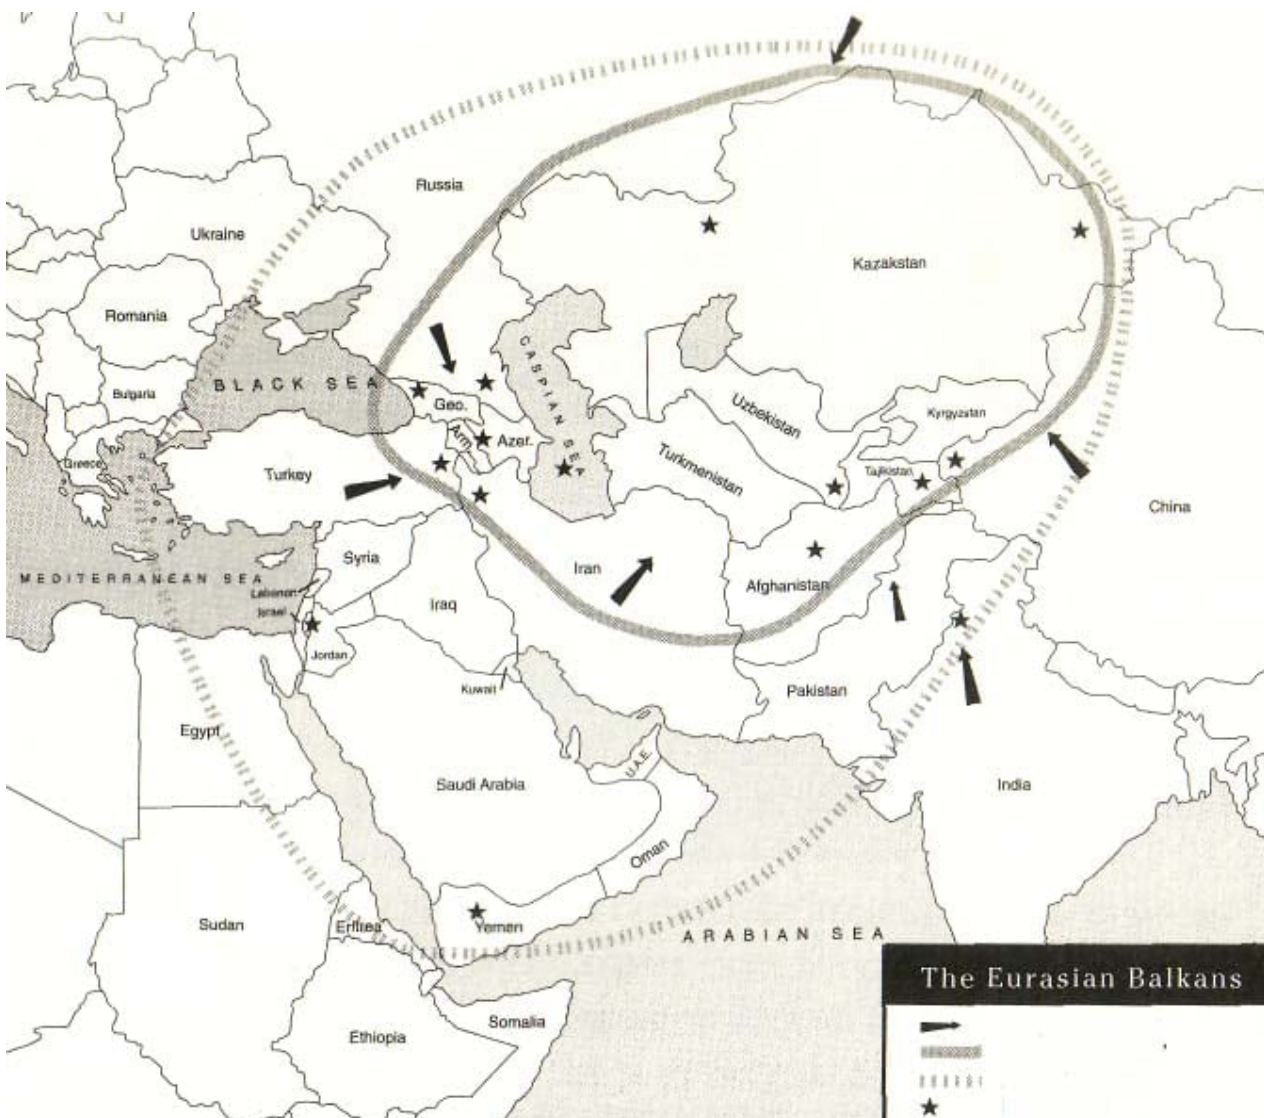 Russia
Ukraine
Kazakstan
Romania
BLACK SEA
CASPIAN SEA
Bulgaria
Geo.
Uzbekistan
Kyrgyzstan
Arm.
Azer.
Greece
Turkey
Turkmenistan
Tajikistan
China
Syria
MEDITERRANEAN SEA
Iran
Afghanistan
Lebanon
Israel
Iraq
Jordan
Kuwait
Pakistan
Egypt
U.A.E.
Saudi Arabia
India
Oman
Sudan
Eritrea
Yemen
ARABIAN SEA
The Eurasian Balkans
Somalia
Ethiopia